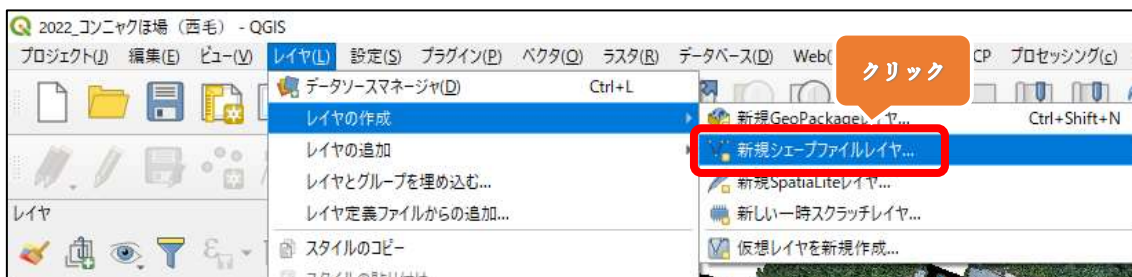 2022_コンニャクほ場（西毛） - QGIS
プロジェクト(J) 編集(E) ビュー(V) レイヤ(L) 設定(S) プラグイン(P) ベクタ(O) ラスタ(R) データベース(D) Web( CP プロセッシング(C)
クリック
データソースマネージャ(D) Ctrl+L
レイヤの作成
新規GeoPackageレイヤ... Ctrl+Shift+N
レイヤの追加
新規シェープファイルレイヤ...
レイヤとグループを埋め込む...
新規SpatiaLiteレイヤ...
レイヤ
レイヤ定義ファイルからの追加...
新しい一時スクラッチレイヤ...
スタイルのコピー
仮想レイヤを新規作成...